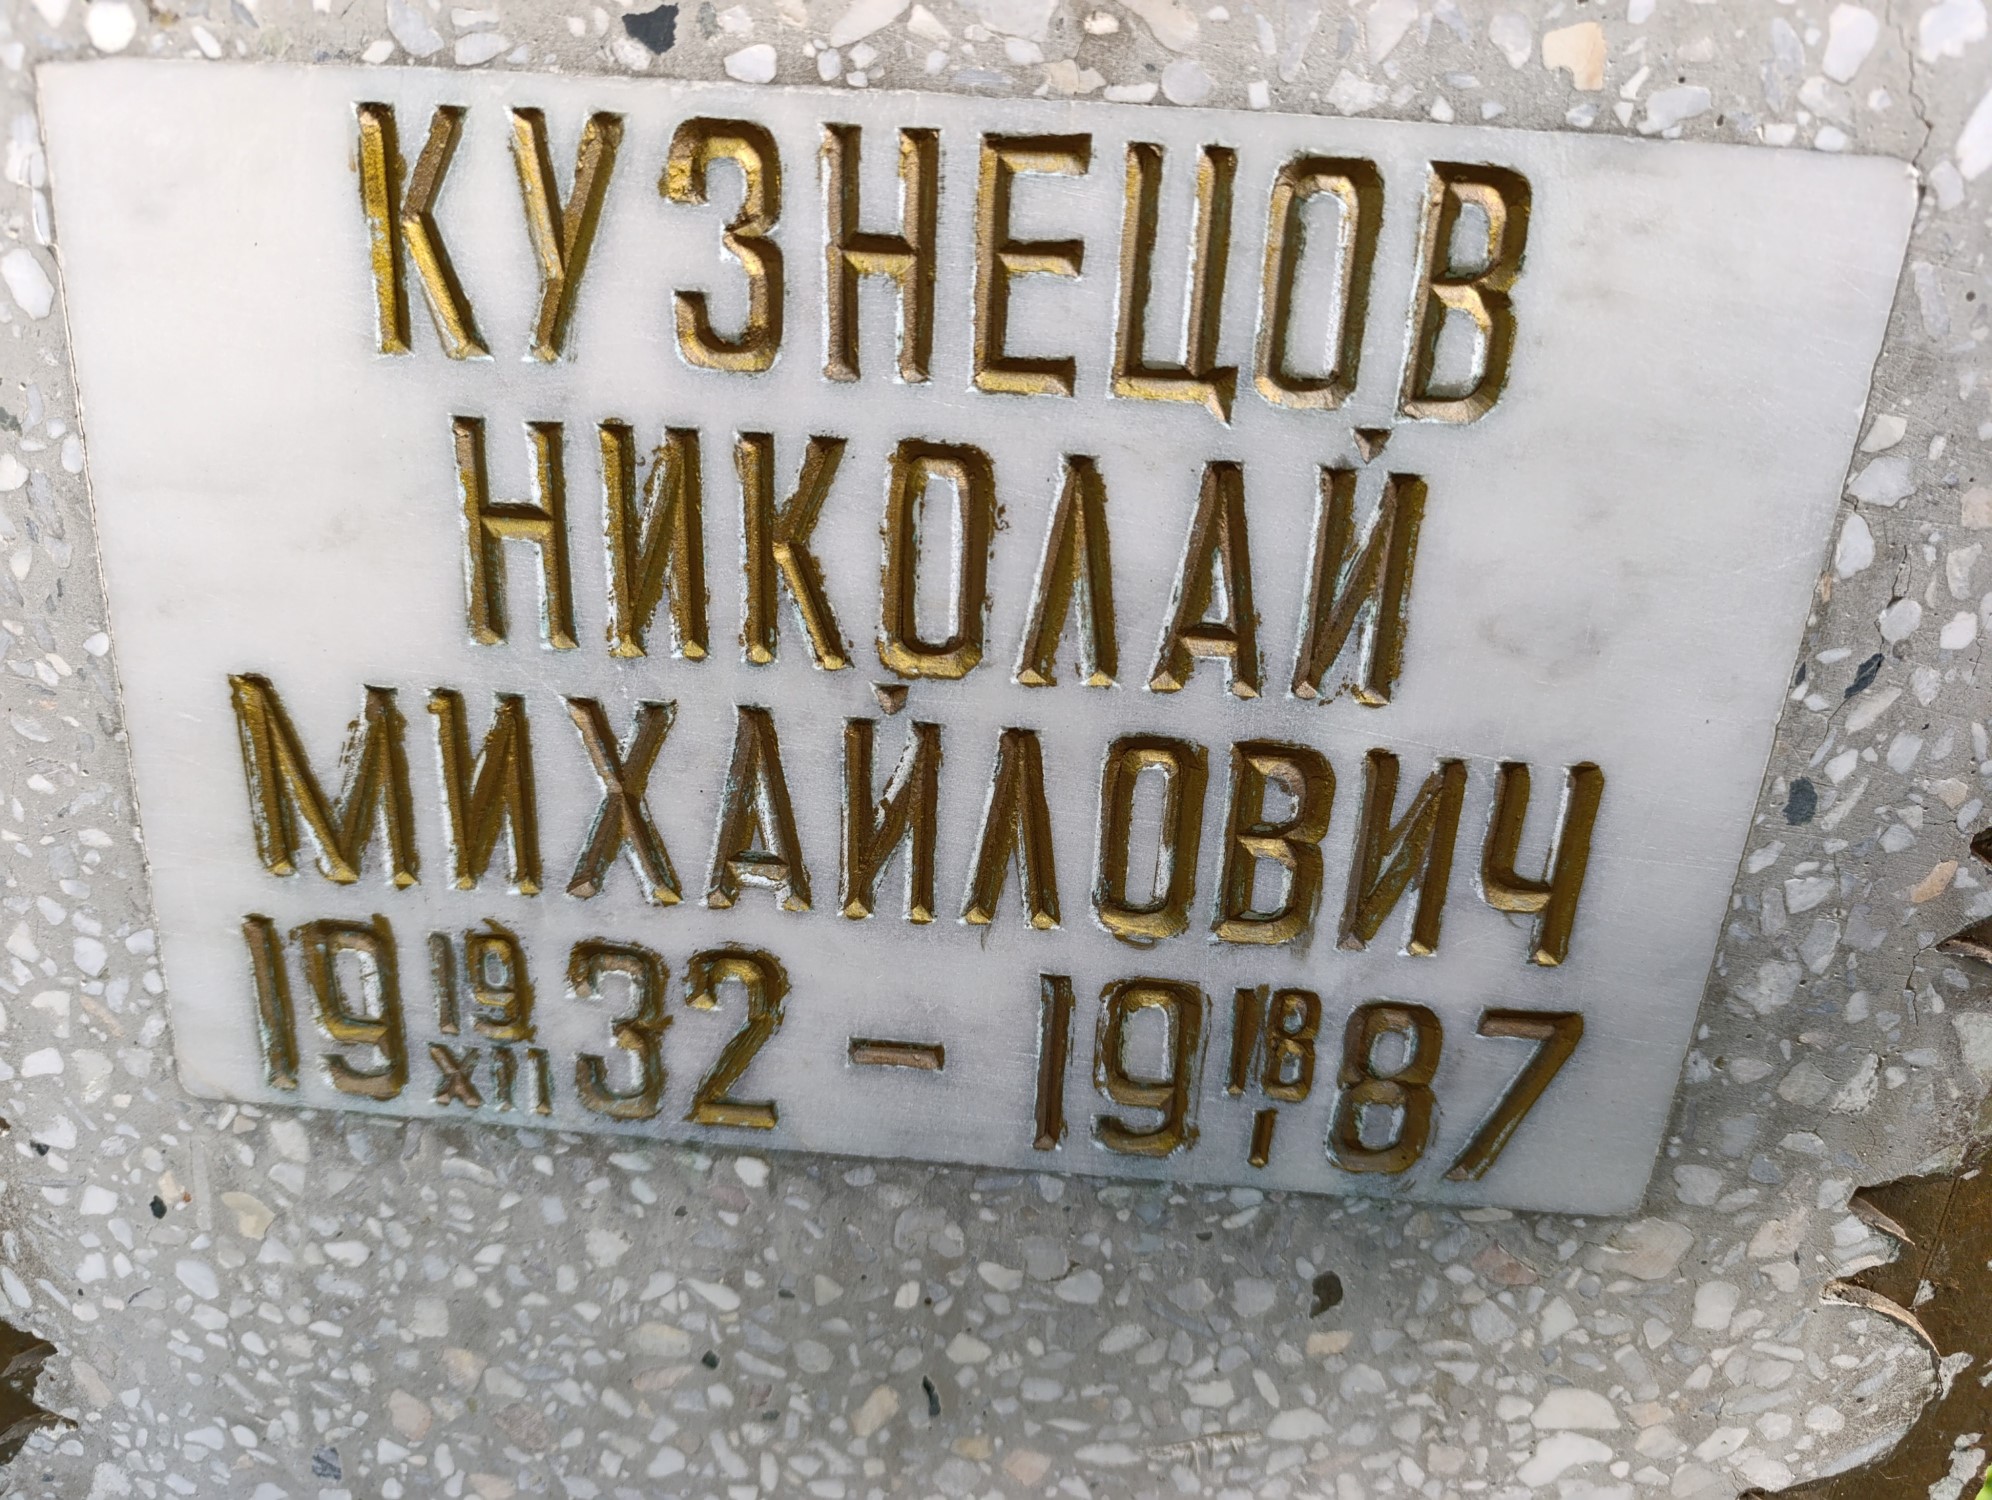 КУЗНЕЦОВ
НИКОЛАЙ
МИХАЙЛОВИЧ
19 19/XII 32 – 19 18/I 87